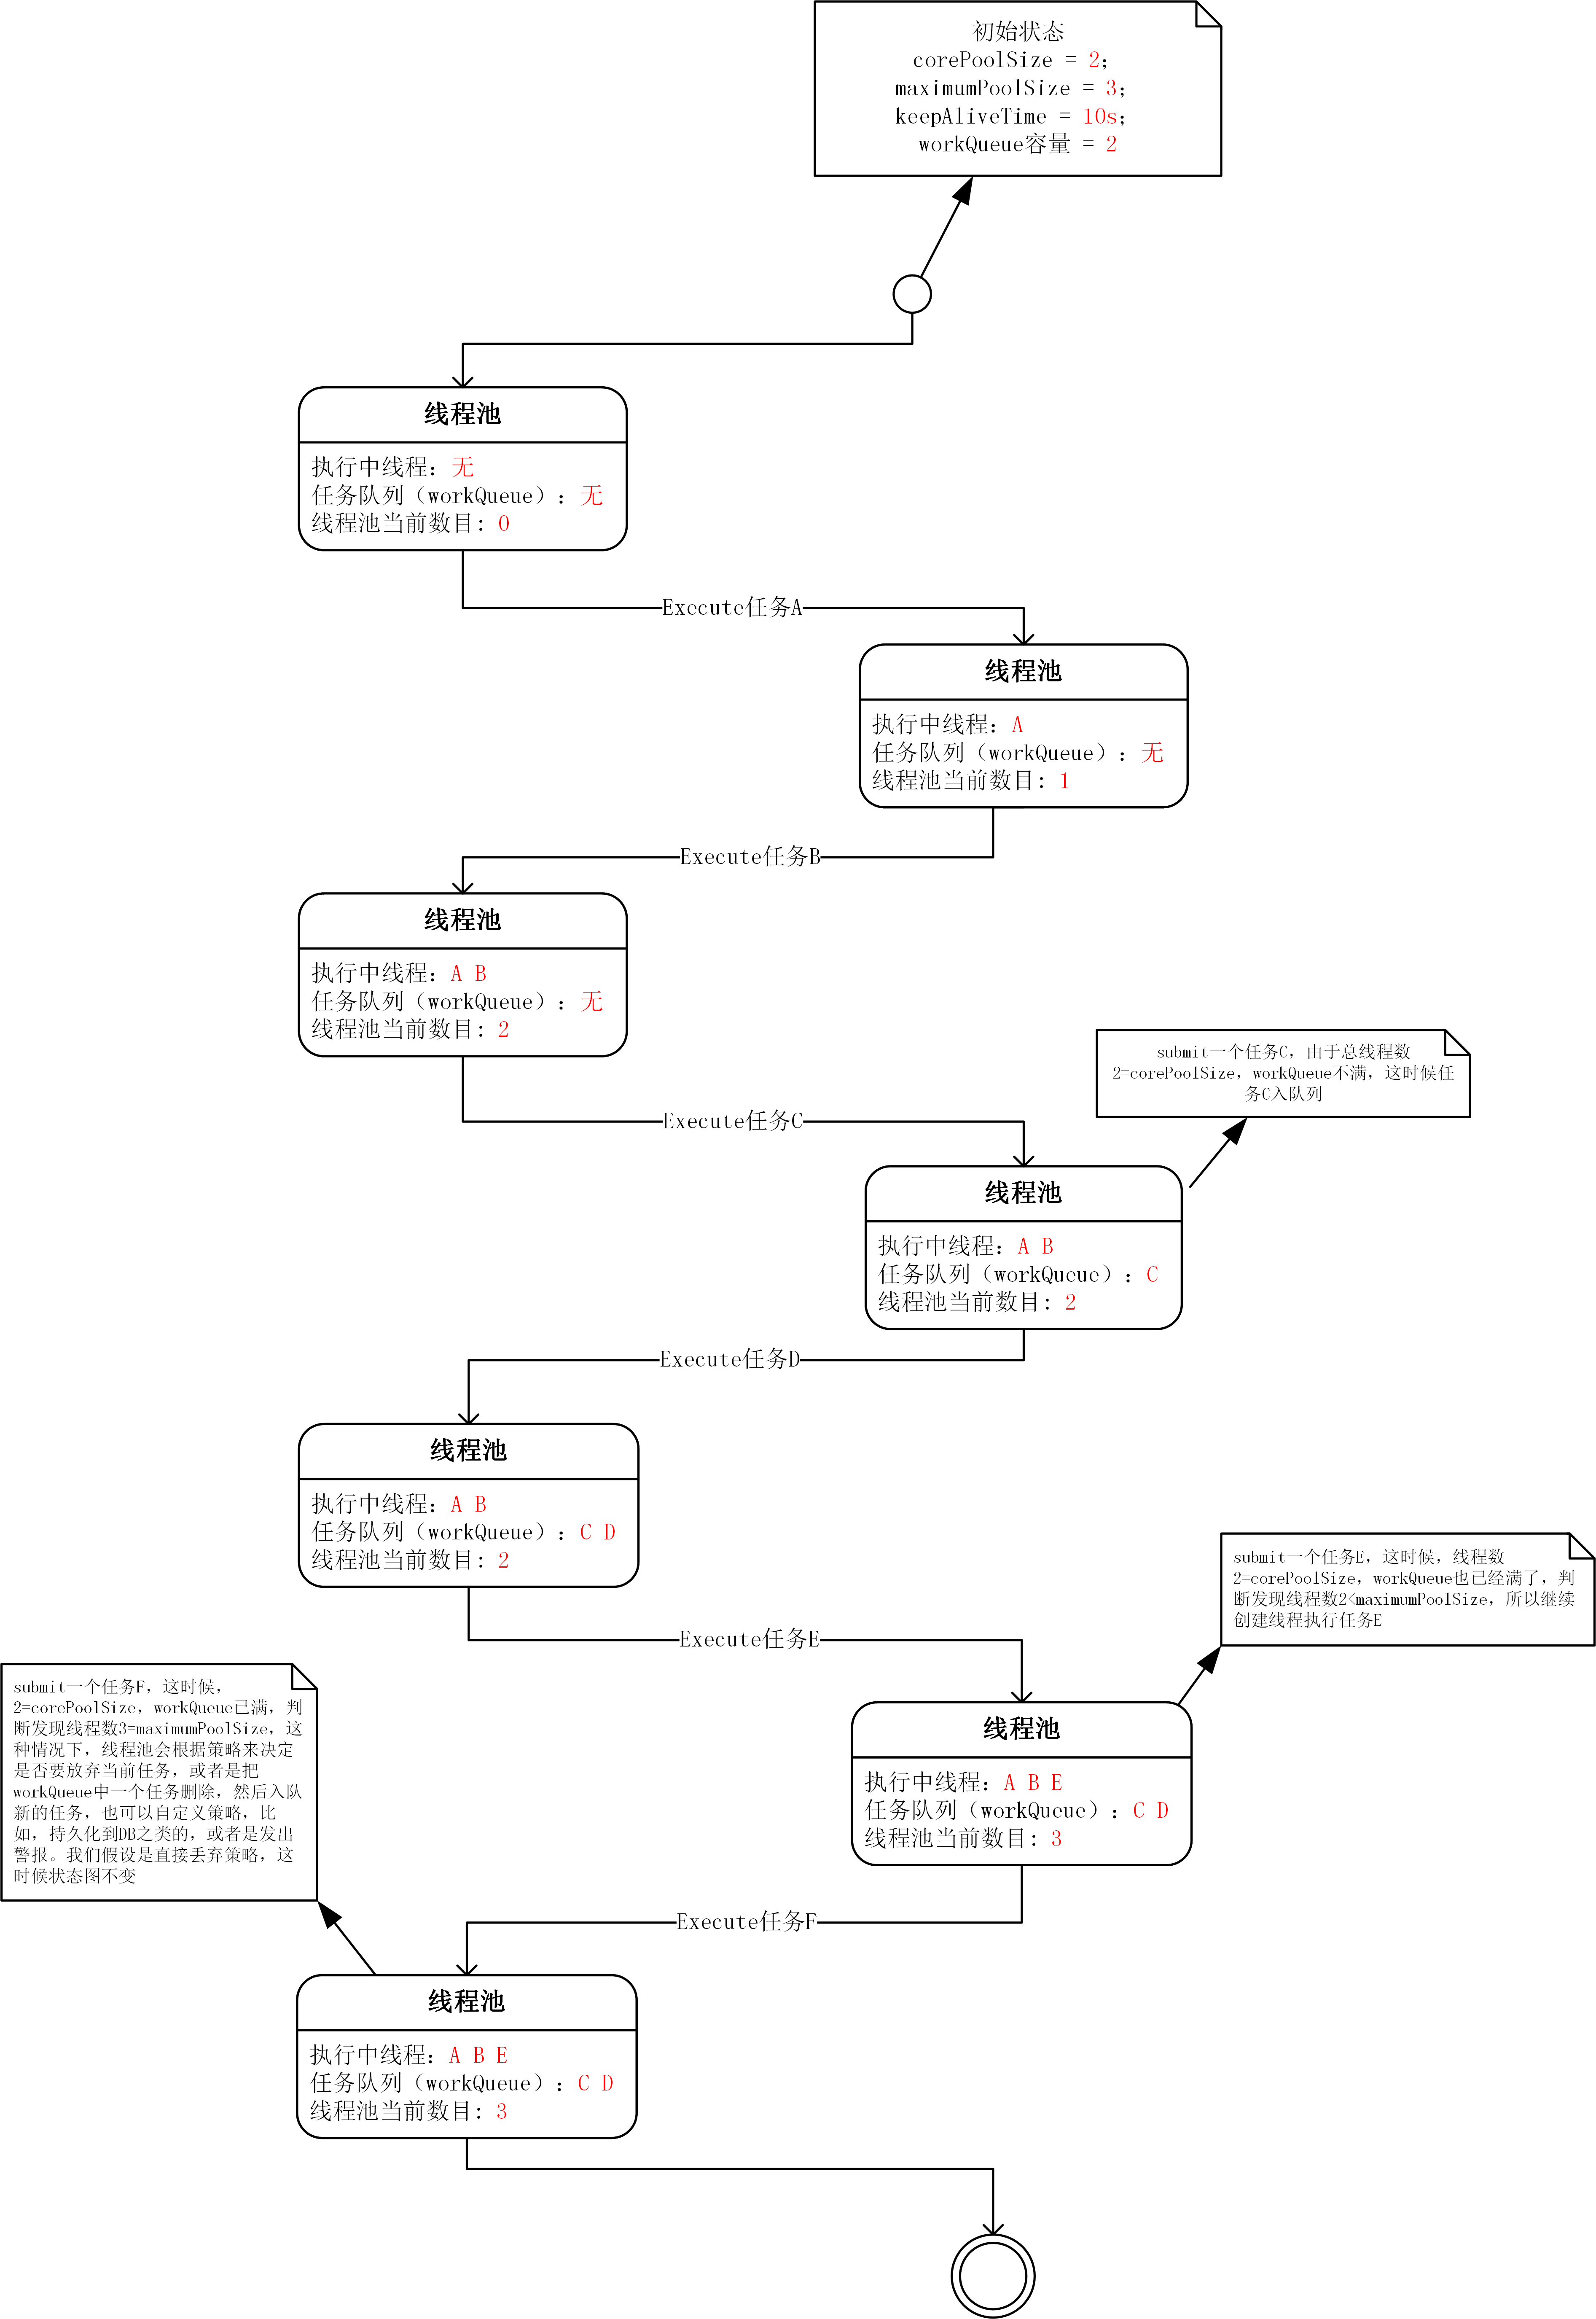 初始状态
corePoolSize = 2;
maximumPoolSize = 3;
keepAliveTime = 10s;
workQueue容量 = 2
线程池
执行中线程：无
任务队列（workQueue）：无
线程池当前数目: 0
Execute任务A
线程池
执行中线程：A
任务队列（workQueue）：无
线程池当前数目: 1
Execute任务B
线程池
执行中线程：A B
任务队列（workQueue）：无
线程池当前数目: 2
submit一个任务C，由于总线程数
2=corePoolSize，workQueue不满，这时候任
务C入队列
Execute任务C
线程池
执行中线程：A B
任务队列（workQueue）：C
线程池当前数目: 2
Execute任务D
线程池
执行中线程：A B
任务队列（workQueue）：C D
线程池当前数目: 2
submit一个任务E，这时候，线程数
2=corePoolSize，workQueue也已经满了，判
断发现线程数2<maximumPoolSize，所以继续
创建线程执行任务E
Execute任务E
线程池
执行中线程：A B E
任务队列（workQueue）：C D
线程池当前数目: 3
submit一个任务F，这时候，
2=corePoolSize，workQueue已满，判
断发现线程数3=maximumPoolSize，这
种情况下，线程池会根据策略来决定
是否要放弃当前任务，或者是把
workQueue中一个任务删除，然后入队
新的任务，也可以自定义策略，比
如，持久化到DB之类的，或者是发出
警报。我们假设是直接丢弃策略，这
时候状态图不变
Execute任务F
线程池
执行中线程：A B E
任务队列（workQueue）：C D
线程池当前数目: 3